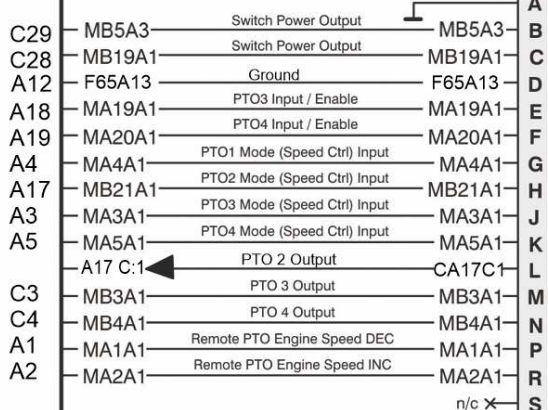 A
C29 MB5A3 Switch Power Output MB5A3 B
C28 MB19A1 Switch Power Output MB19A1 C
A12 F65A13 Ground F65A13 D
A18 MA19A1 PTO3 Input / Enable MA19A1 E
A19 MA20A1 PTO4 Input / Enable MA20A1 F
A4 MA4A1 PTO1 Mode (Speed Ctrl) Input MA4A1 G
A17 MB21A1 PTO2 Mode (Speed Ctrl) Input MB21A1 H
A3 MA3A1 PTO3 Mode (Speed Ctrl) Input MA3A1 J
A5 MA5A1 PTO4 Mode (Speed Ctrl) Input MA5A1 K
A17 C:1 PTO 2 Output CA17C1 L
C3 MB3A1 PTO 3 Output MB3A1 M
C4 MB4A1 PTO 4 Output MB4A1 N
A1 MA1A1 Remote PTO Engine Speed DEC MA1A1 P
A2 MA2A1 Remote PTO Engine Speed INC MA2A1 R
n/c S